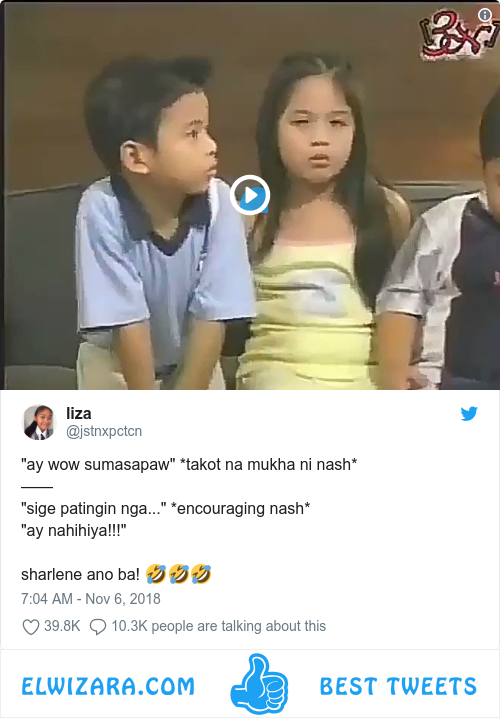 3x
liza
@jstnxpctcn
"ay wow sumasapaw" *takot na mukha ni nash*
——
"sige patingin nga..." *encouraging nash*
"ay nahihiya!!!"
sharlene ano ba! 🤣🤣🤣
7:04 AM - Nov 6, 2018
39.8K 10.3K people are talking about this
ELWIZARA.COM BEST TWEETS